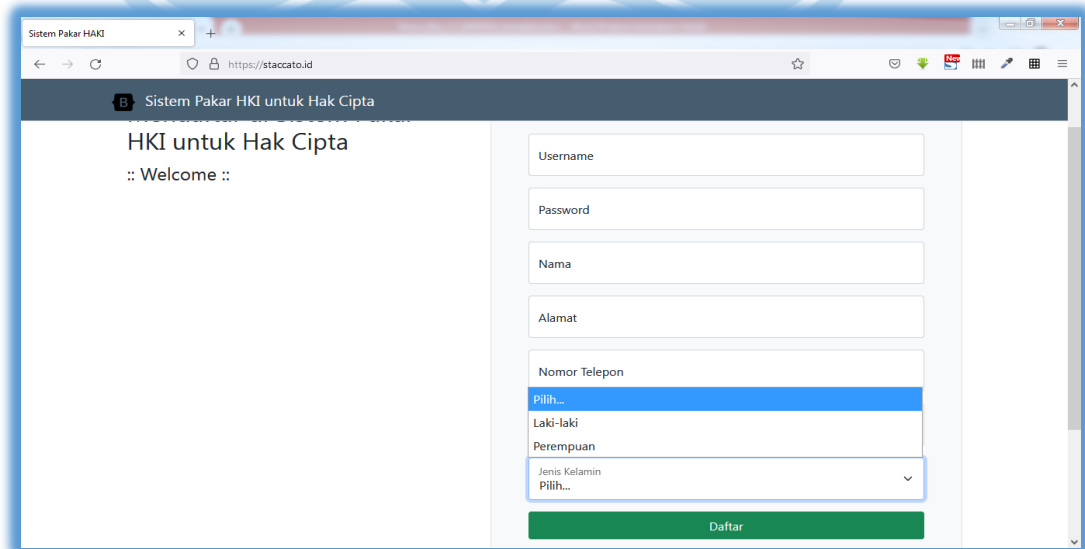 Sistem Pakar HAKI
https://staccato.id
New
B Sistem Pakar HKI untuk Hak Cipta
HKI untuk Hak Cipta
:: Welcome ::
Username
Password
Nama
Alamat
Nomor Telepon
Pilih...
Laki-laki
Perempuan
Jenis Kelamin
Pilih...
Daftar